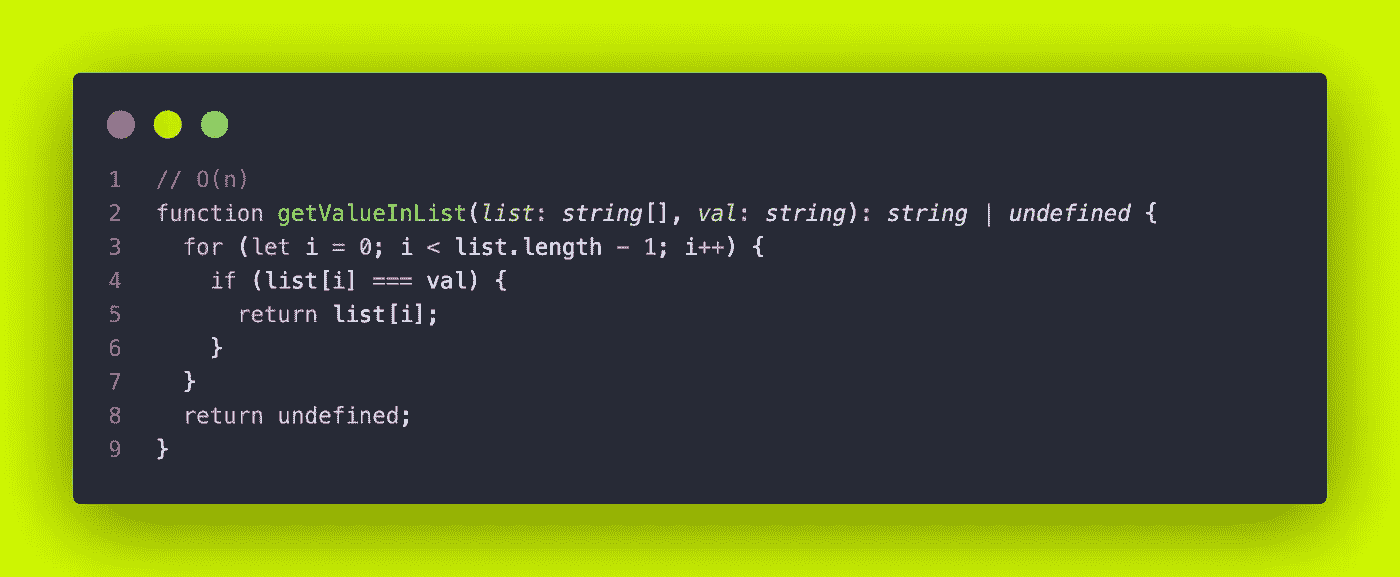 1 // O(n)
2 function getValueInList(list: string[], val: string): string | undefined {
3 for (let i = 0; i < list.length - 1; i++) {
4 if (list[i] === val) {
5 return list[i];
6 }
7 }
8 return undefined;
9 }